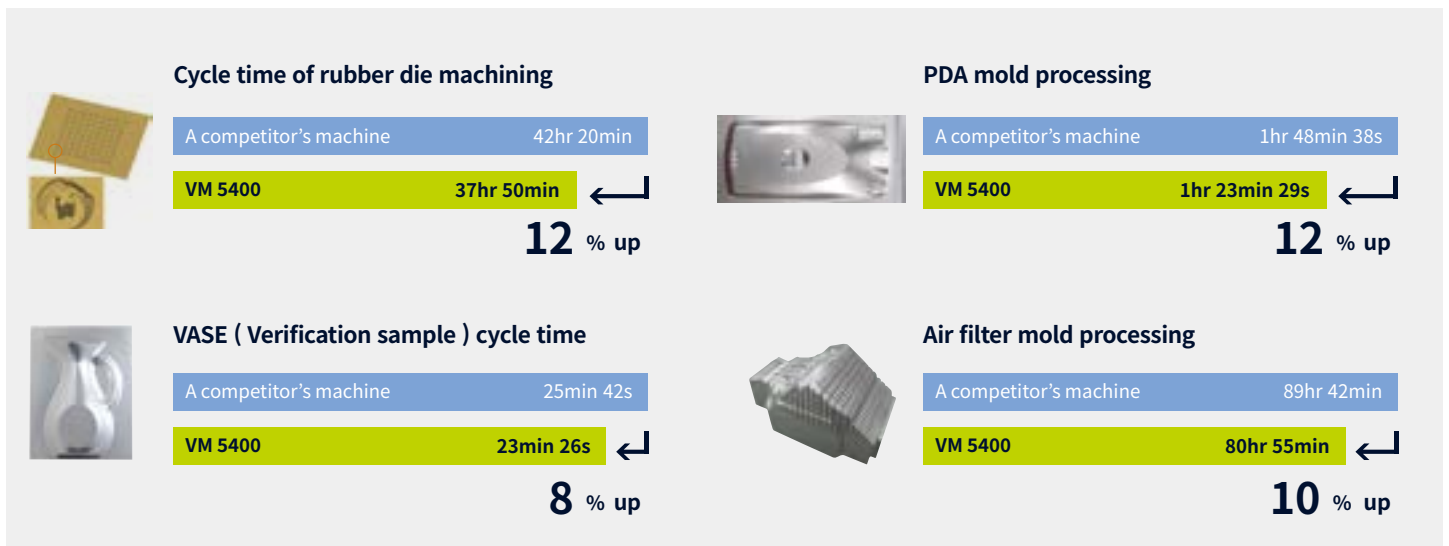 Cycle time of rubber die machining
A competitor's machine 42hr 20min
VM 5400 37hr 50min
12 % up
PDA mold processing
A competitor's machine 1hr 48min 38s
VM 5400 1hr 23min 29s
12 % up
VASE ( Verification sample ) cycle time
A competitor's machine 25min 42s
VM 5400 23min 26s
8 % up
Air filter mold processing
A competitor's machine 89hr 42min
VM 5400 80hr 55min
10 % up